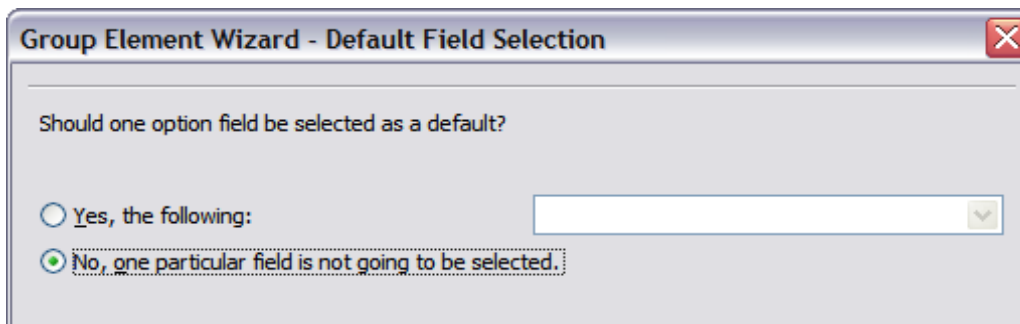 Group Element Wizard - Default Field Selection
Should one option field be selected as a default?
Yes, the following:
No, one particular field is not going to be selected.